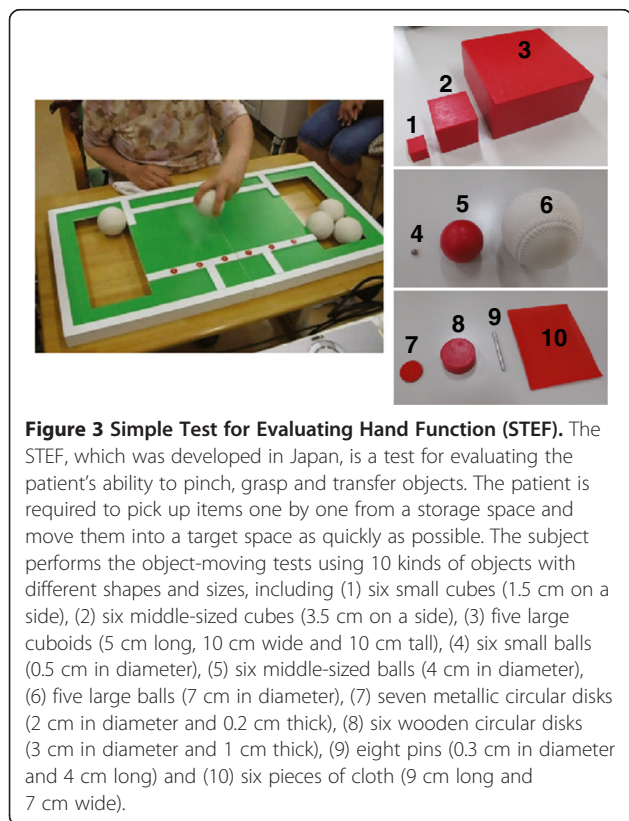 3
2
1
5
6
4
9
8
7
10
Figure 3 Simple Test for Evaluating Hand Function (STEF). The
STEF, which was developed in Japan, is a test for evaluating the
patient's ability to pinch, grasp and transfer objects. The patient is
required to pick up items one by one from a storage space and
move them into a target space as quickly as possible. The subject
performs the object-moving tests using 10 kinds of objects with
different shapes and sizes, including (1) six small cubes (1.5 cm on a
side), (2) six middle-sized cubes (3.5 cm on a side), (3) five large
cuboids (5 cm long, 10 cm wide and 10 cm tall), (4) six small balls
(0.5 cm in diameter), (5) six middle-sized balls (4 cm in diameter),
(6) five large balls (7 cm in diameter), (7) seven metallic circular disks
(2 cm in diameter and 0.2 cm thick), (8) six wooden circular disks
(3 cm in diameter and 1 cm thick), (9) eight pins (0.3 cm in diameter
and 4 cm long) and (10) six pieces of cloth (9 cm long and
7 cm wide).